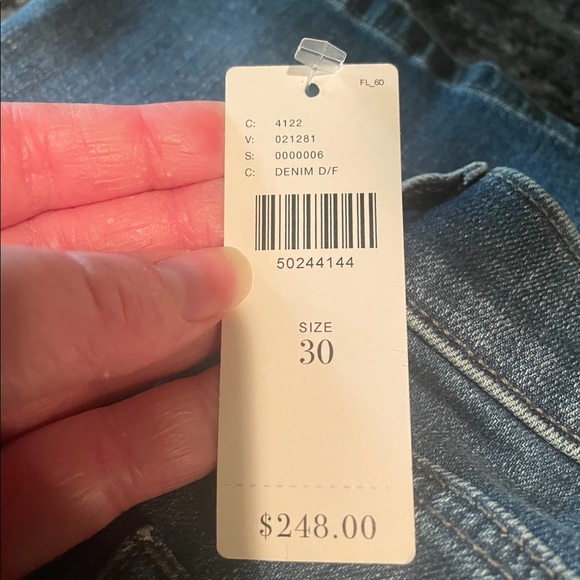 FL_60
C: 4122
V: 021281
S: 0000006
C: DENIM D/F
50244144
SIZE
30
$248.00